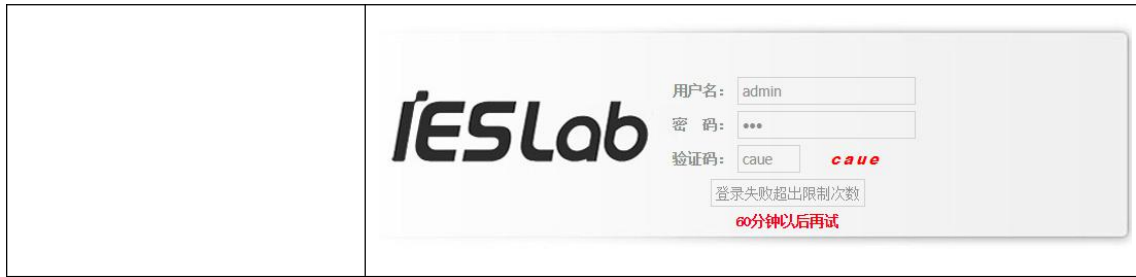 iESLab
用户名： admin
密 码： •••
验证码： caue caue
登录失败超出限制次数
60分钟以后再试